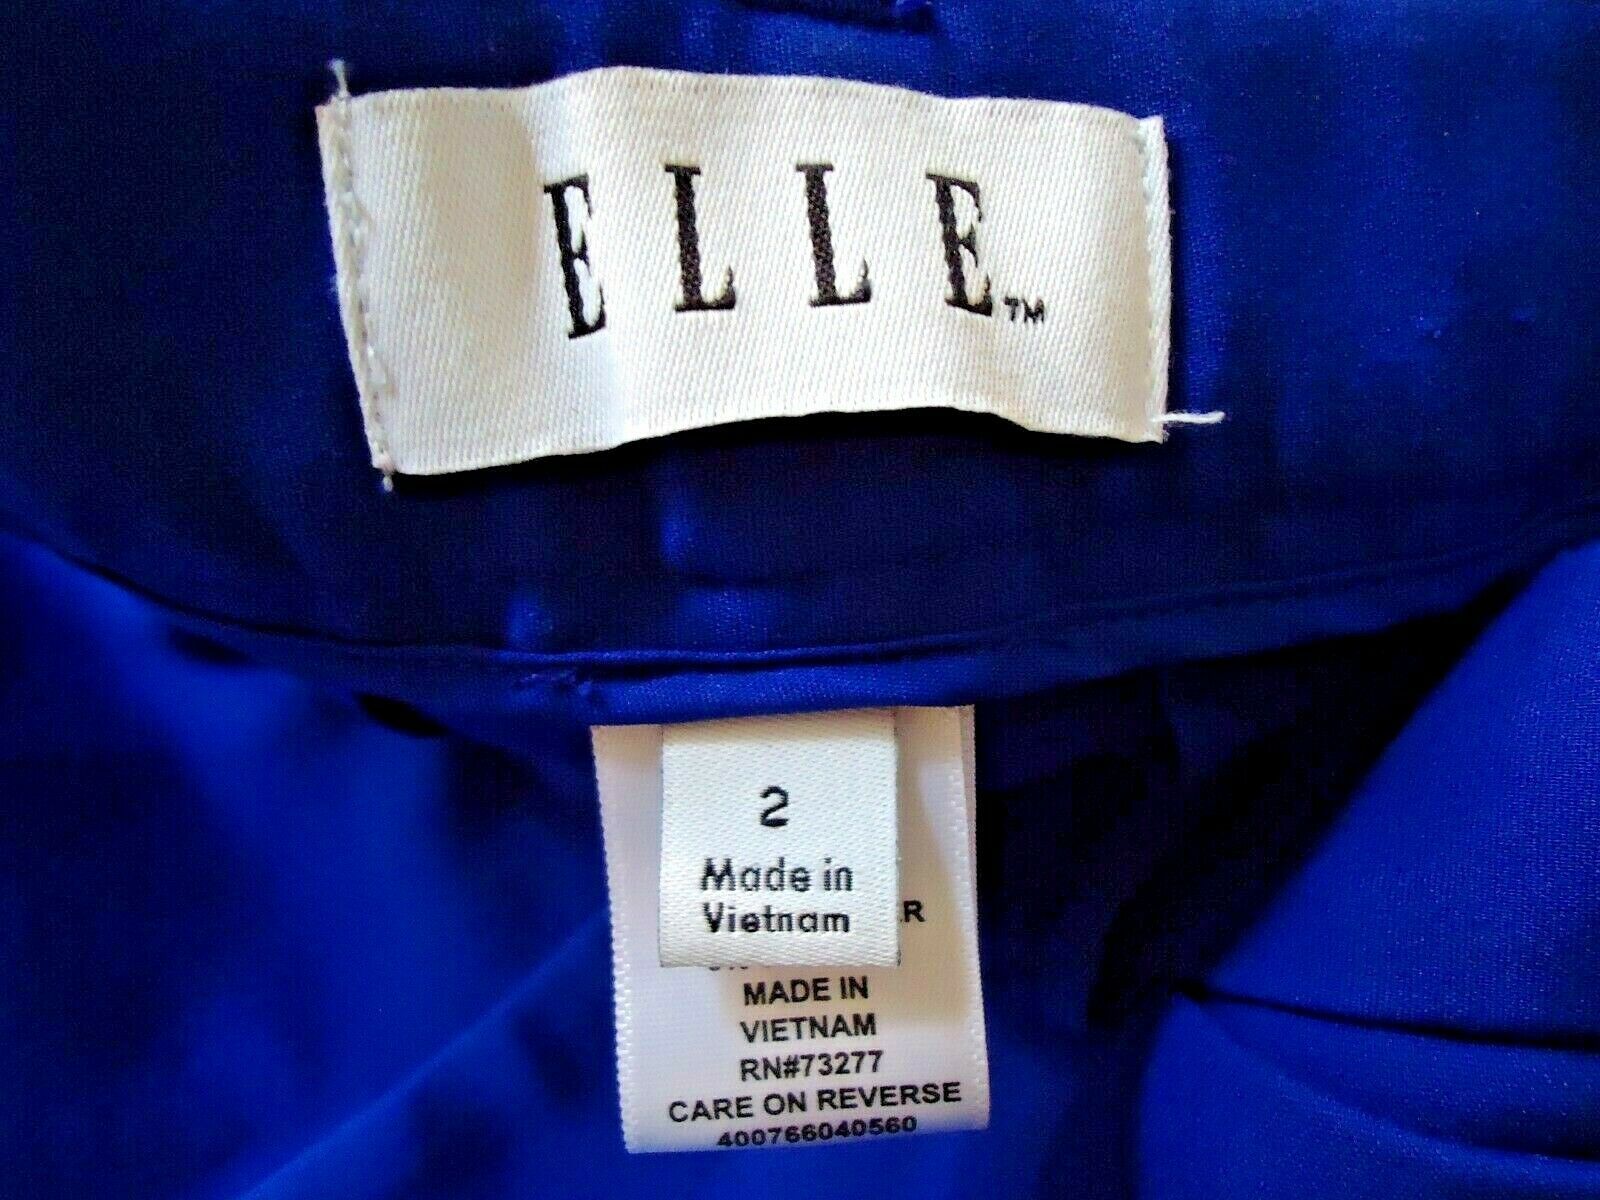 ELLE™
2
Made in
Vietnam
MADE IN
VIETNAM
RN#73277
CARE ON REVERSE
400766040560